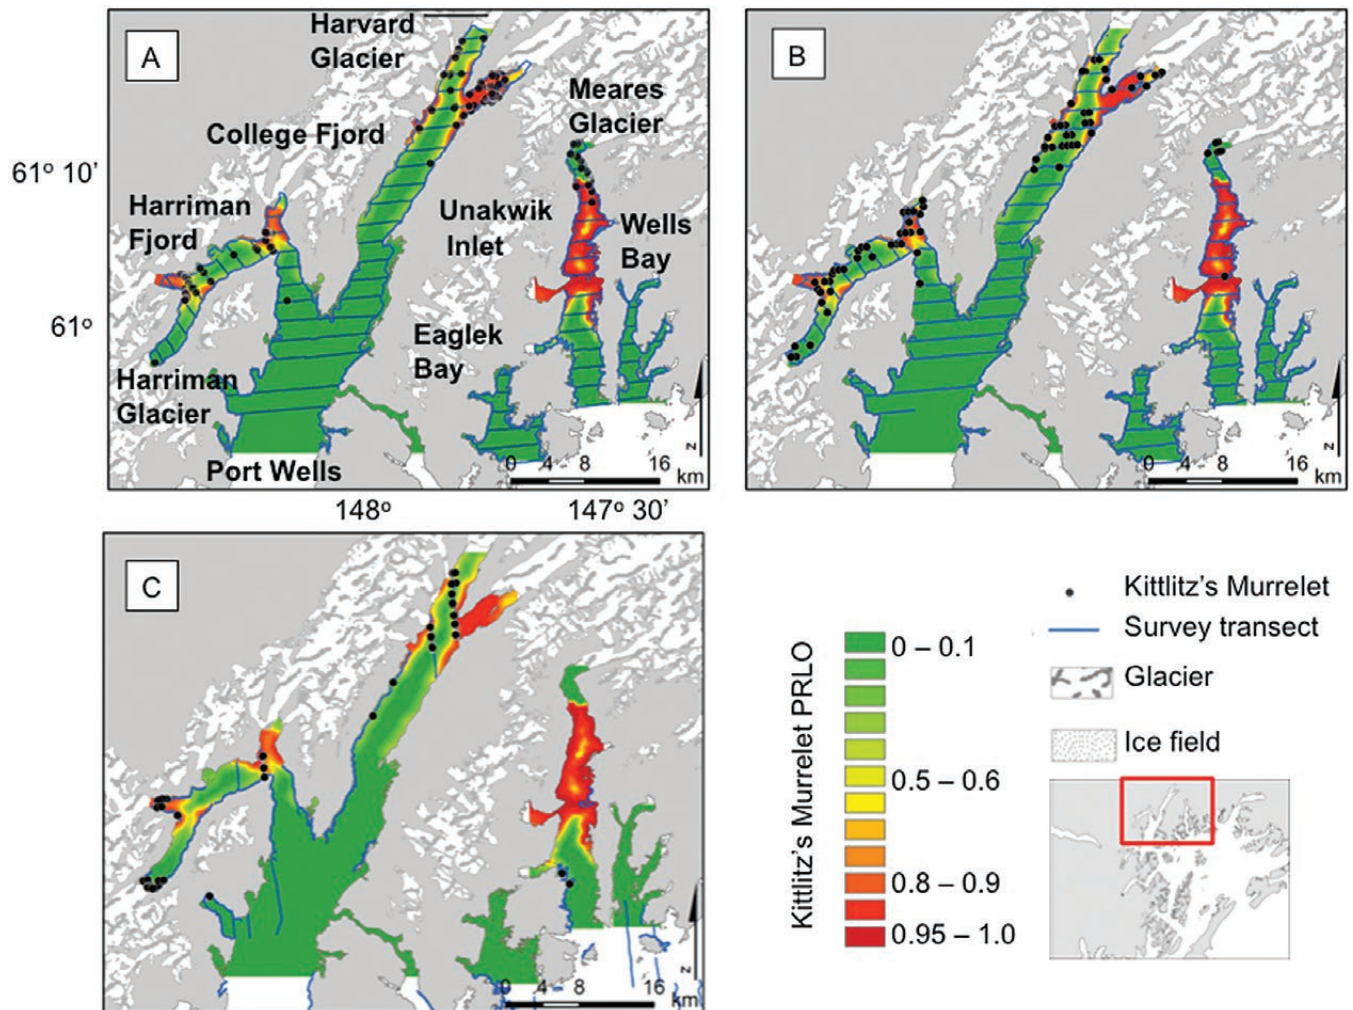 A
Harvard
Glacier
College Fjord
Meares
Glacier
Harriman
Fjord
Unakwik
Inlet
Wells
Bay
Eaglek
Bay
Harriman
Glacier
Port Wells
0 4 8 16
km
z
61° 10'
61°
148°
147° 30'
B
0 4 8 16
km
z
C
0 4 8 16
km
z
Kittlitz's Murrelet PRLO
0 – 0.1
0.5 – 0.6
0.8 – 0.9
0.95 – 1.0
Kittlitz's Murrelet
Survey transect
Glacier
Ice field